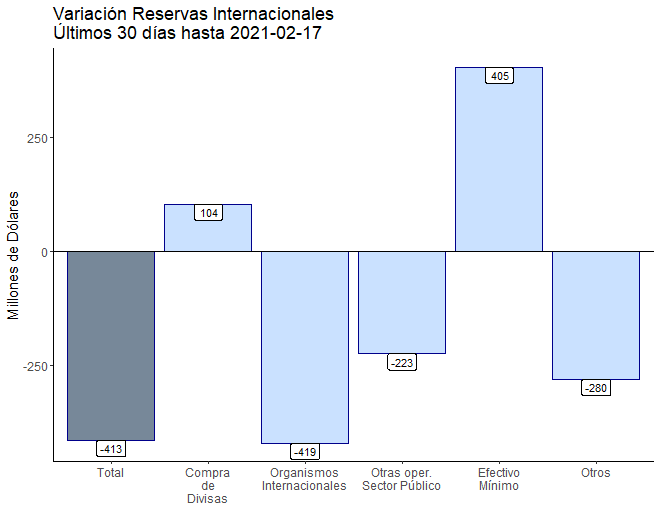 Variación Reservas Internacionales
Últimos 30 días hasta 2021-02-17
Millones de Dólares
250
0
-250
405
104
-223
-280
-413
-419
Total
Compra
de
Divisas
Organismos
Internacionales
Otras oper.
Sector Público
Efectivo
Mínimo
Otros